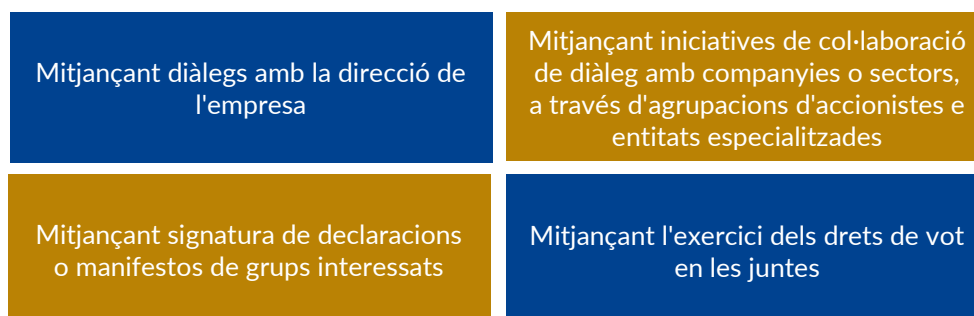 Mitjançant diàlegs amb la direcció de
l'empresa
Mitjançant iniciatives de col·laboració
de diàleg amb companyies o sectors,
a través d'agrupacions d'accionistes e
entitats especialitzades
Mitjançant signatura de declaracions
o manifestos de grups interessats
Mitjançant l'exercici dels drets de vot
en les juntes